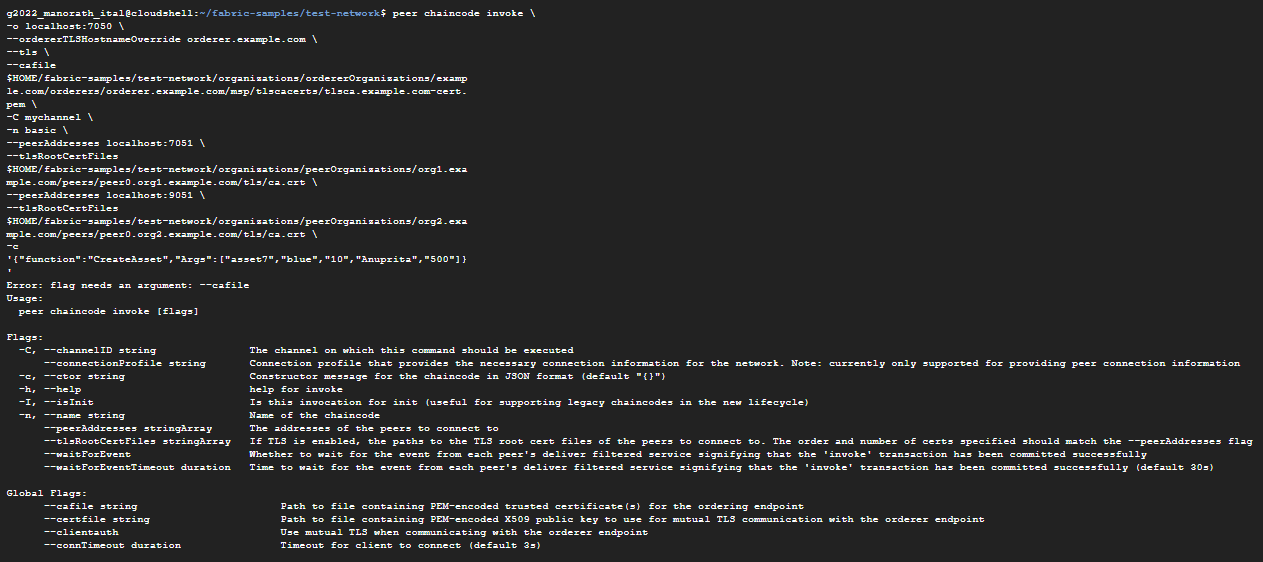 g2022_manorath_ital@cloudshell:~/fabric-samples/test-network$ peer chaincode invoke \
-o localhost:7050 \
--ordererTLSHostnameOverride orderer.example.com \
--tls \
--cafile
$HOME/fabric-samples/test-network/organizations/ordererOrganizations/examp
le.com/orderers/orderer.example.com/msp/tlscacerts/tlsca.example.com-cert.
pem \
-C mychannel \
-n basic \
--peerAddresses localhost:7051 \
--tlsRootCertFiles
$HOME/fabric-samples/test-network/organizations/peerOrganizations/org1.exa
mple.com/peers/peer0.org1.example.com/tls/ca.crt \
--peerAddresses localhost:9051 \
--tlsRootCertFiles
$HOME/fabric-samples/test-network/organizations/peerOrganizations/org2.exa
mple.com/peers/peer0.org2.example.com/tls/ca.crt \
-c
'{"function":"CreateAsset","Args":["asset7","blue","10","Anuprita","500"]}
'
Error: flag needs an argument: --cafile
Usage:
  peer chaincode invoke [flags]

Flags:
  -C, --channelID string               The channel on which this command should be executed
      --connectionProfile string       Connection profile that provides the necessary connection information for the network. Note: currently only supported for providing peer connection information
  -c, --ctor string                    Constructor message for the chaincode in JSON format (default "{}")
  -h, --help                           help for invoke
  -I, --isInit                         Is this invocation for init (useful for supporting legacy chaincodes in the new lifecycle)
  -n, --name string                    Name of the chaincode
      --peerAddresses stringArray      The addresses of the peers to connect to
      --tlsRootCertFiles stringArray   If TLS is enabled, the paths to the TLS root cert files of the peers to connect to. The order and number of certs specified should match the --peerAddresses flag
      --waitForEvent                   Whether to wait for the event from each peer's deliver filtered service signifying that the 'invoke' transaction has been committed successfully
      --waitForEventTimeout duration   Time to wait for the event from each peer's deliver filtered service signifying that the 'invoke' transaction has been committed successfully (default 30s)

Global Flags:
      --cafile string                       Path to file containing PEM-encoded trusted certificate(s) for the ordering endpoint
      --certfile string                     Path to file containing PEM-encoded X509 public key to use for mutual TLS communication with the orderer endpoint
      --clientauth                          Use mutual TLS when communicating with the orderer endpoint
      --connTimeout duration                Timeout for client to connect (default 3s)